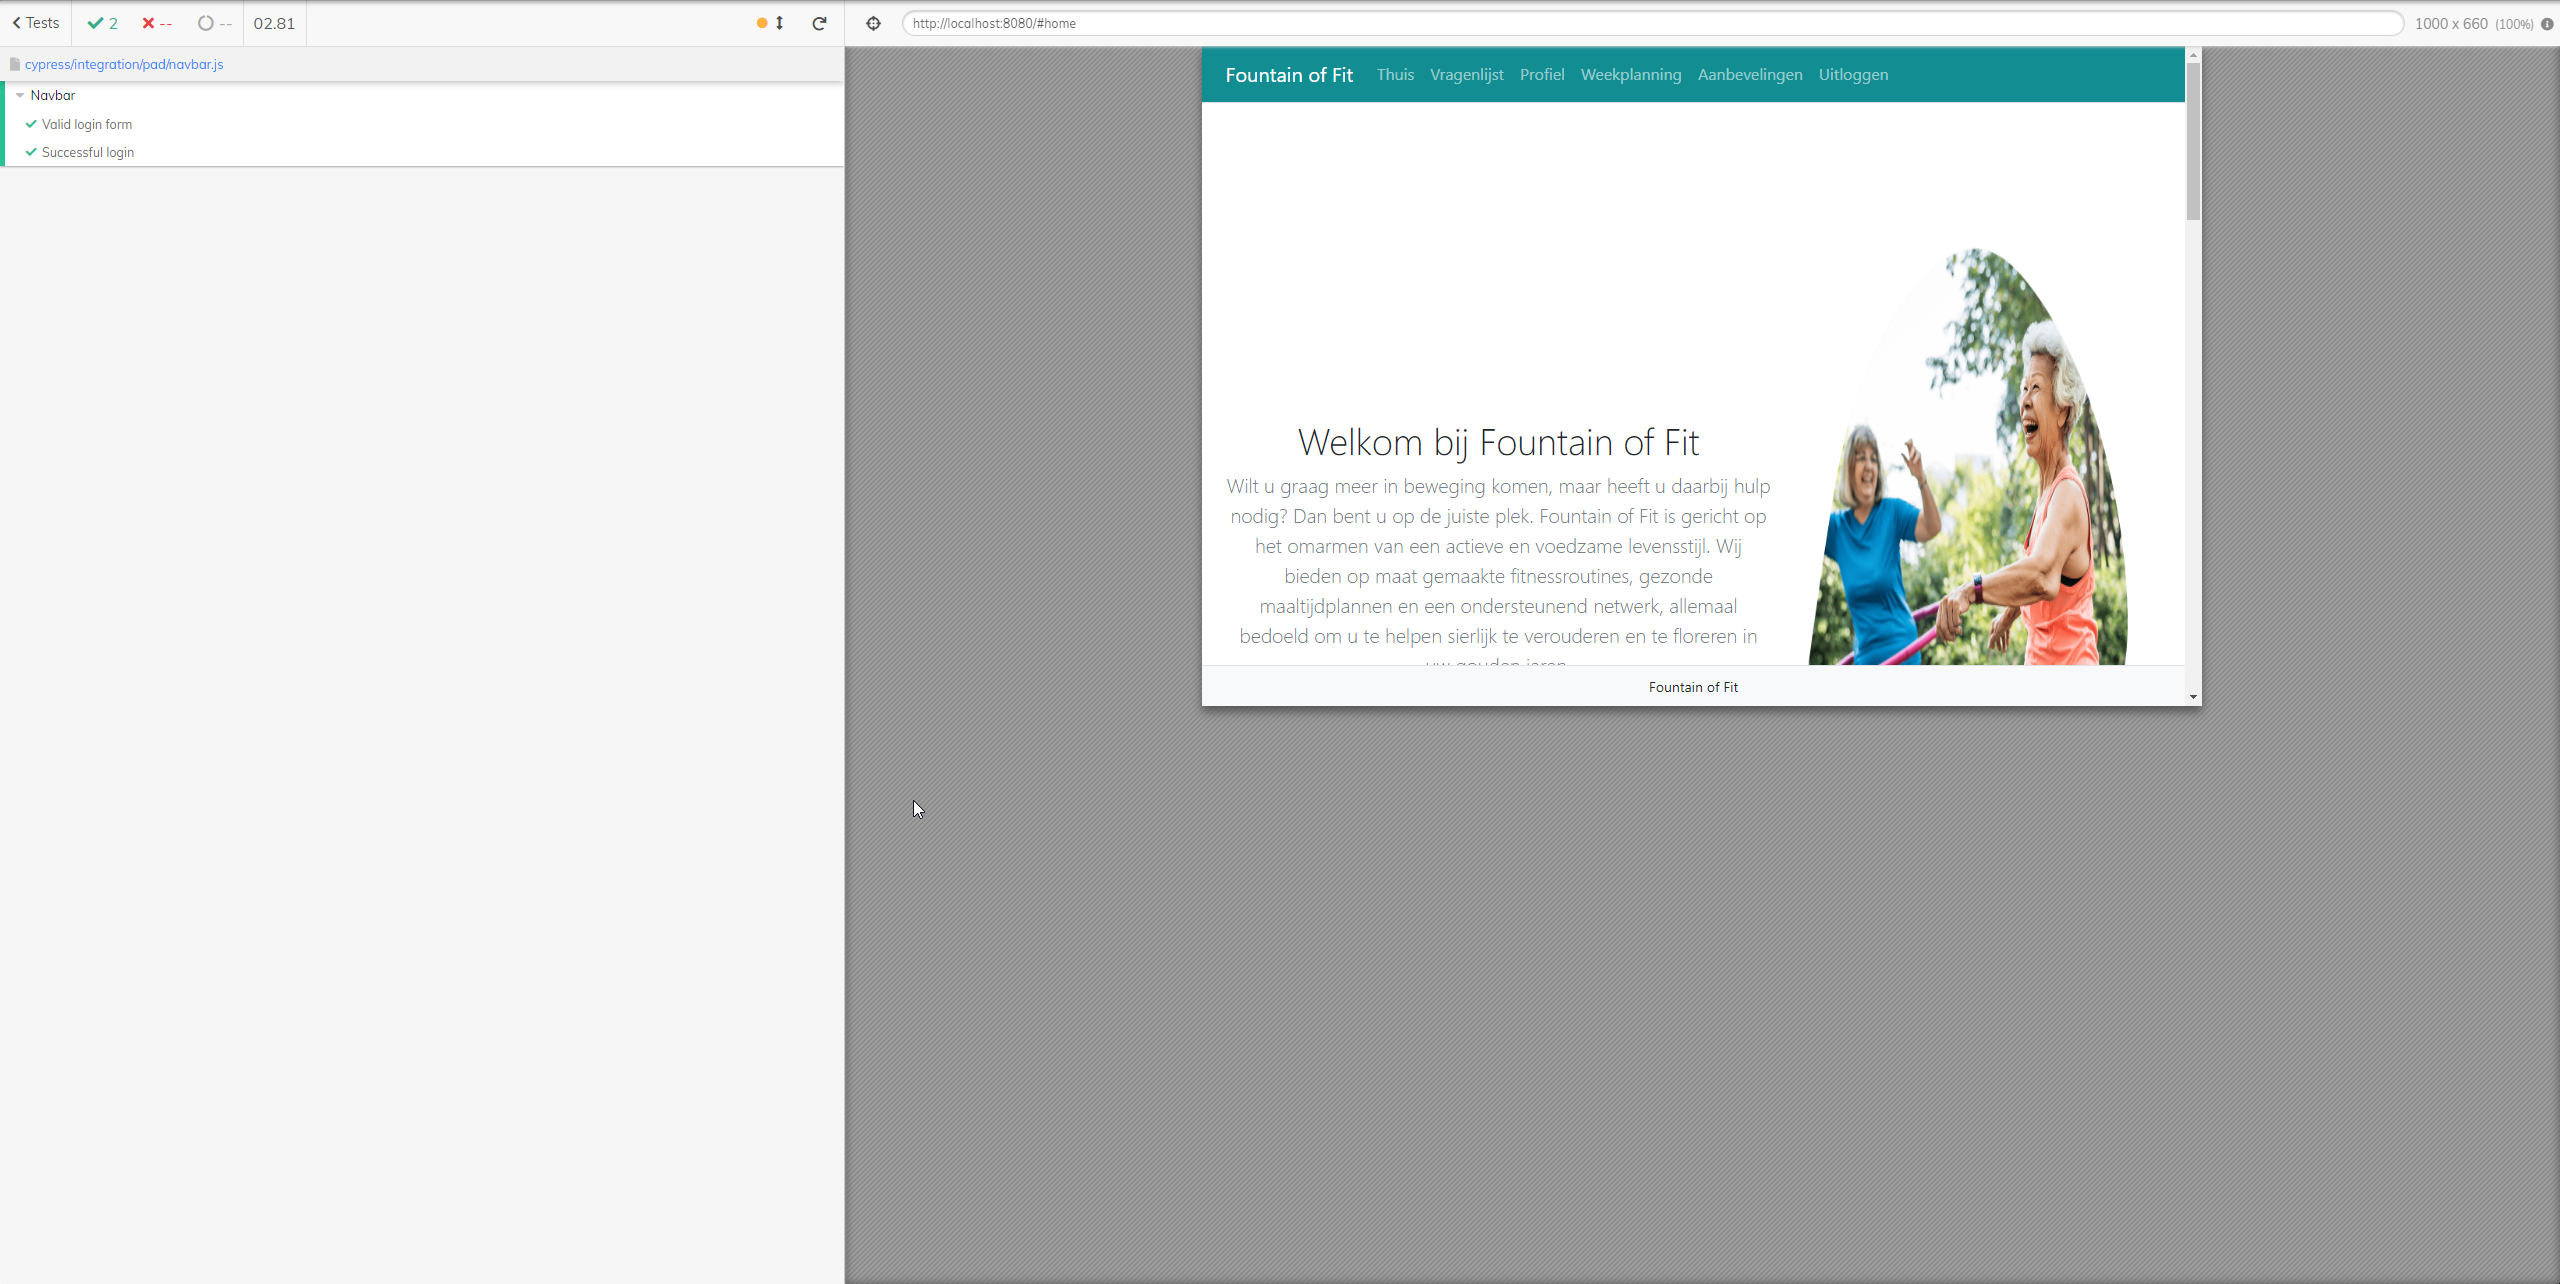 Tests
2
--
--
02.81
http://localhost:8080/#home
1000 x 660 (100%)
cypress/integration/pad/navbar.js
Navbar
Valid login form
Successful login
Fountain of Fit Thuis Vragenlijst Profiel Weekplanning Aanbevelingen Uitloggen
Welkom bij Fountain of Fit
Wilt u graag meer in beweging komen, maar heeft u daarbij hulp
nodig? Dan bent u op de juiste plek. Fountain of Fit is gericht op
het omarmen van een actieve en voedzame levensstijl. Wij
bieden op maat gemaakte fitnessroutines, gezonde
maaltijdplannen en een ondersteunend netwerk, allemaal
bedoeld om u te helpen sierlijk te verouderen en te floreren in
uw gouden jaren.
Fountain of Fit